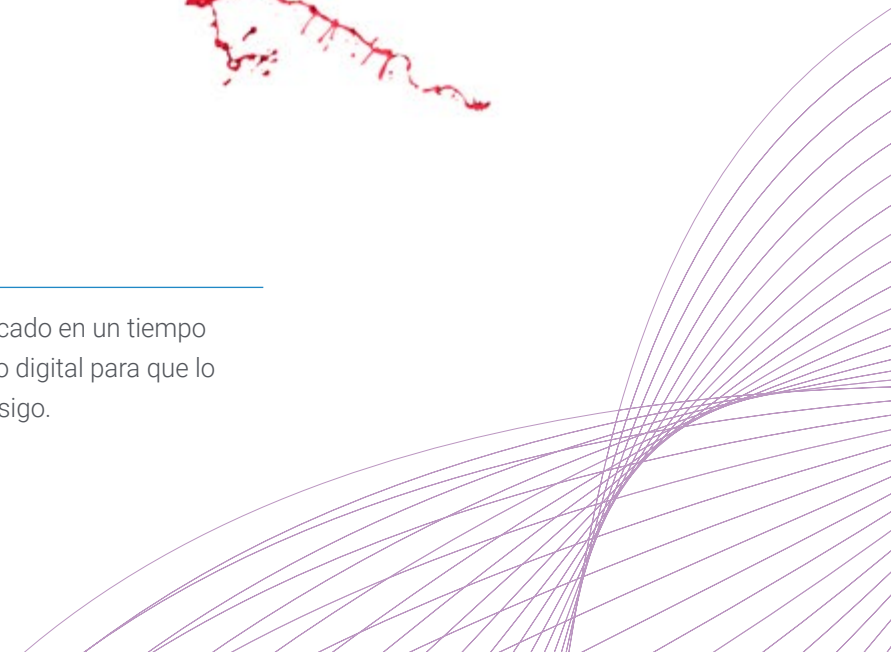 cado en un tiempo
o digital para que lo
sigo.